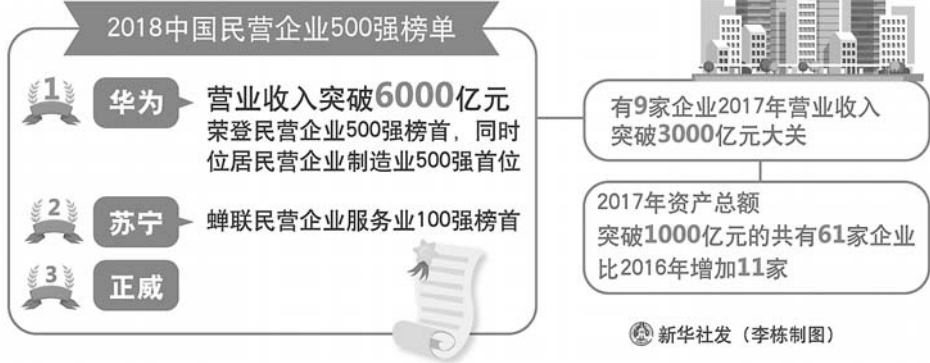 2018中国民营企业500强榜单
1
华为
营业收入突破6000亿元
荣登民营企业500强榜首，同时
位居民营企业制造业500强首位
2
苏宁
蝉联民营企业服务业100强榜首
3
正威
有9家企业2017年营业收入
突破3000亿元大关
2017年资产总额
突破1000亿元的共有61家企业
比2016年增加11家
新华社发（李栋制图）